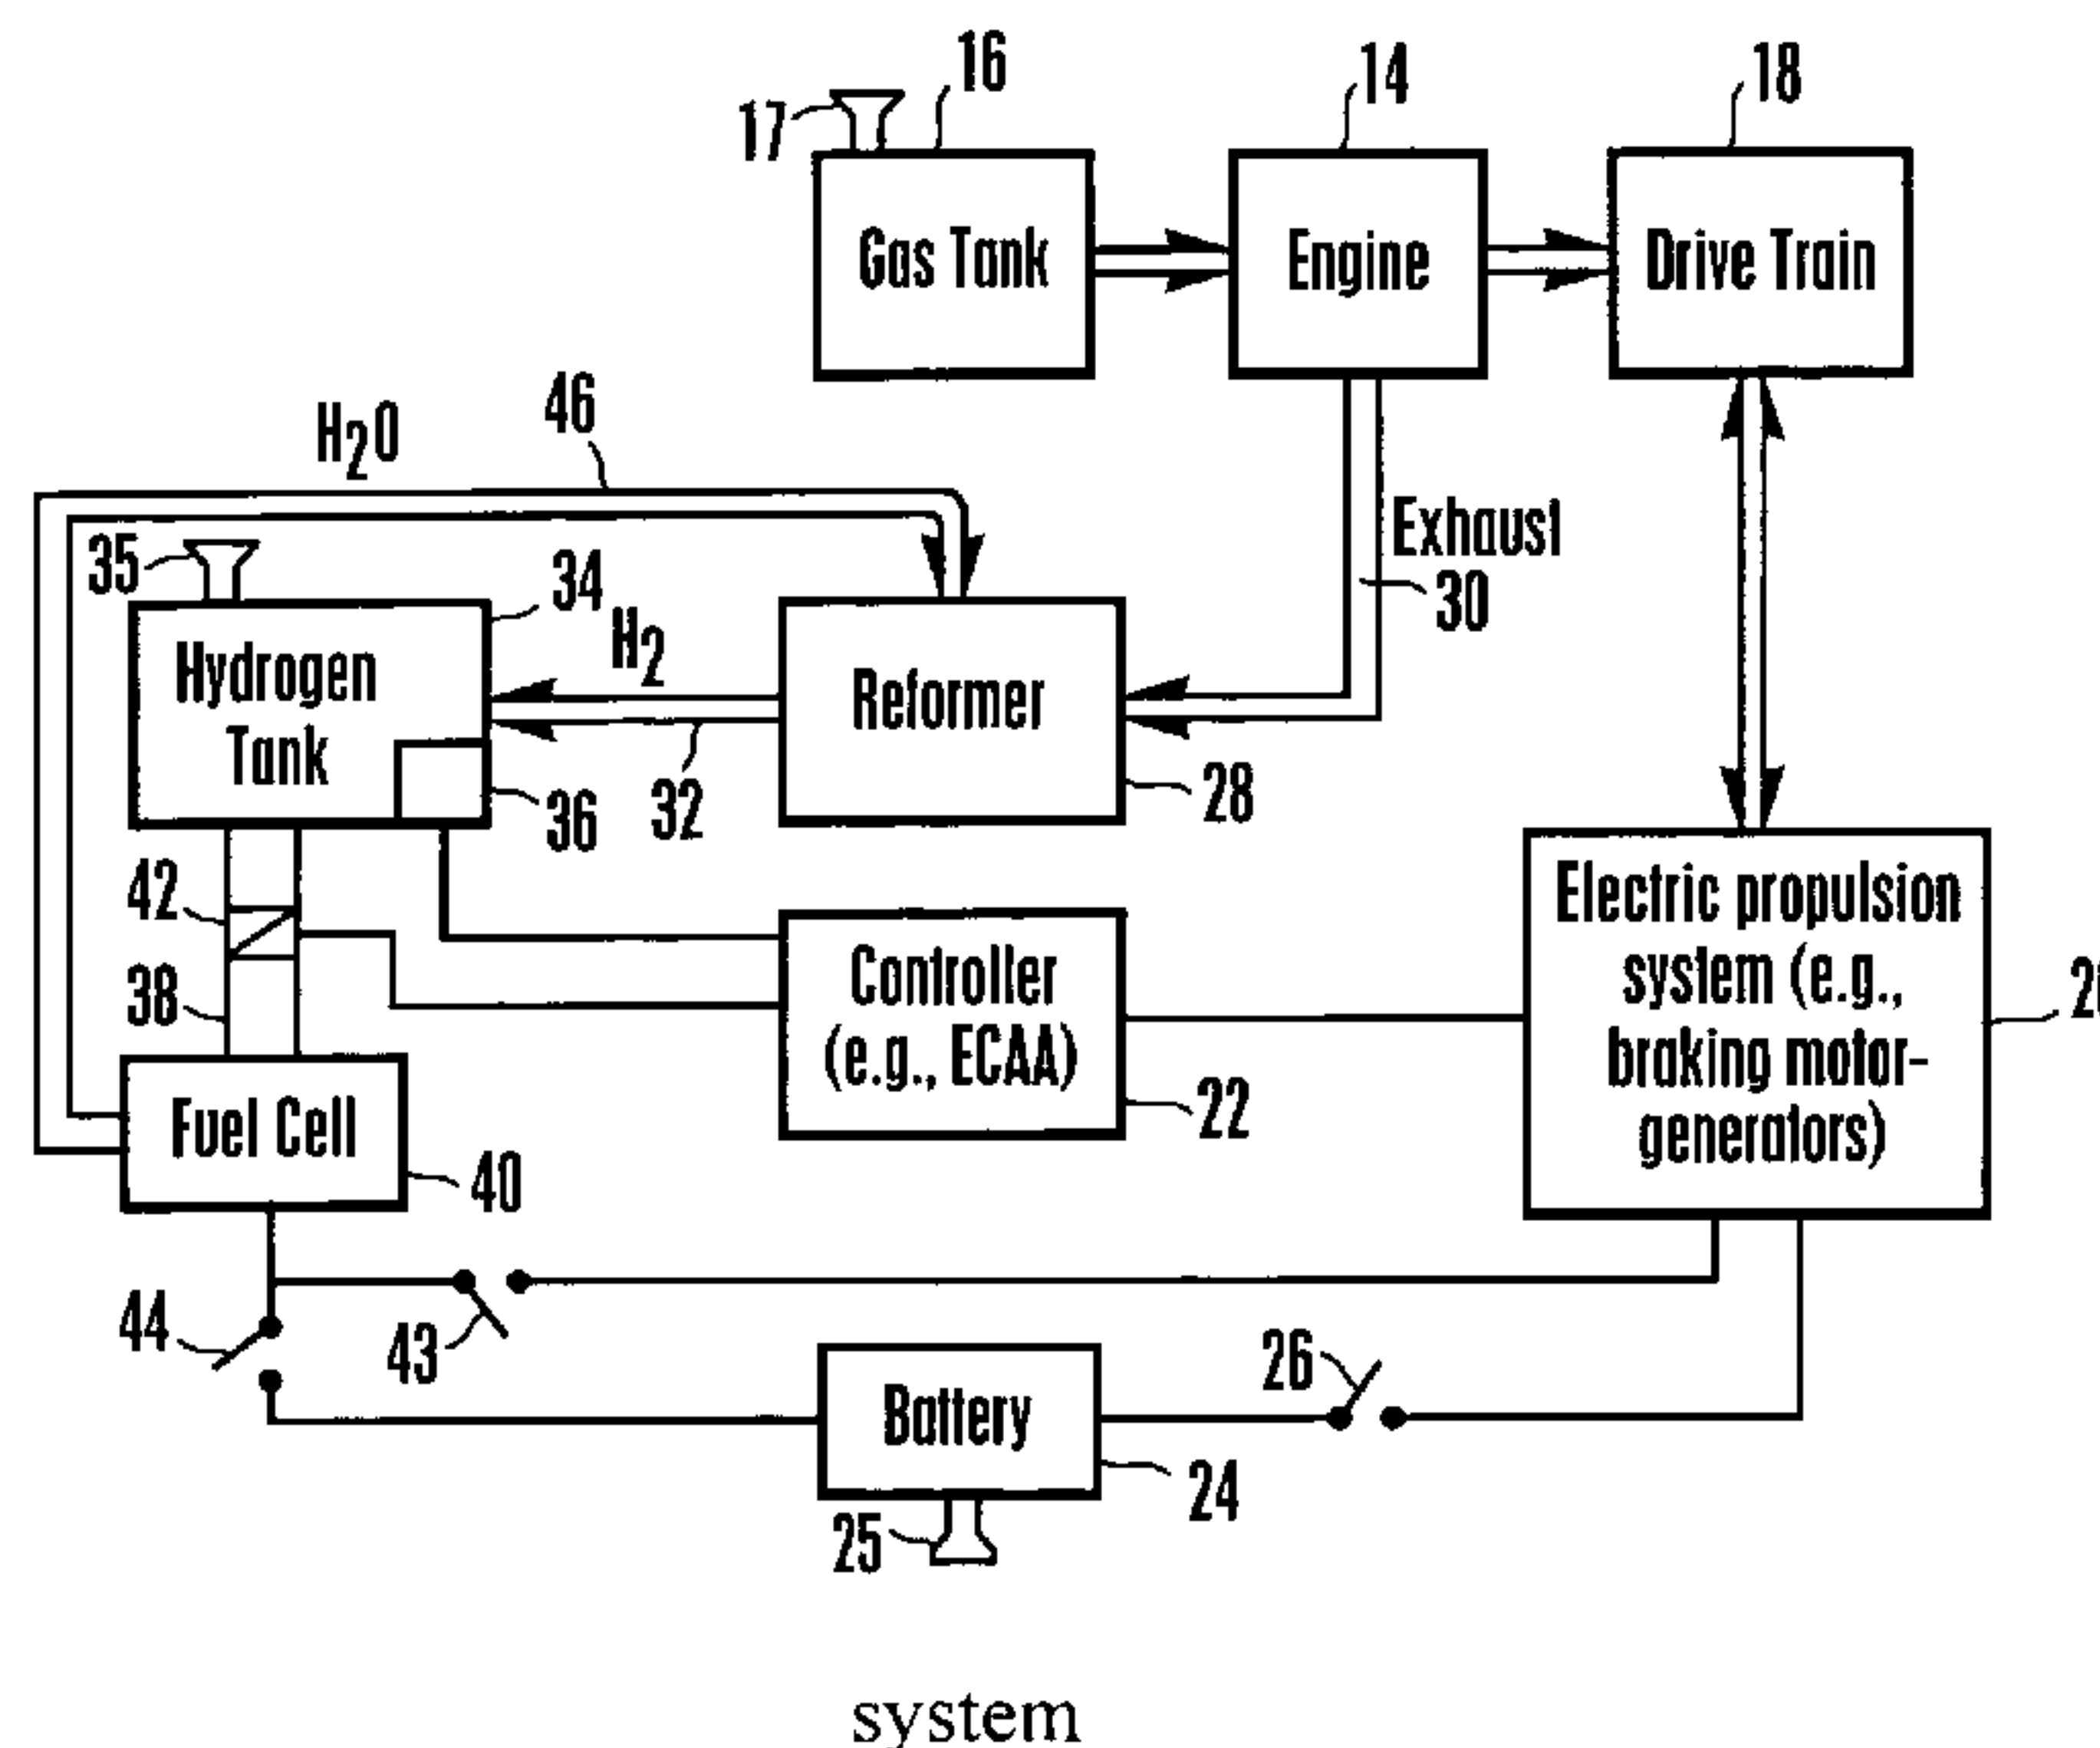 16
14
18
17
Gas Tank
Engine
Drive Train
46
H2O
Exhaust
30
35
34
H2
Hydrogen
Tank
Reformer
32
36
28
42
38
Controller
(e.g., ECAA)
22
Electric propulsion
system (e.g.,
braking motor-
generators)
Fuel Cell
40
44
43
26
Battery
24
25
system